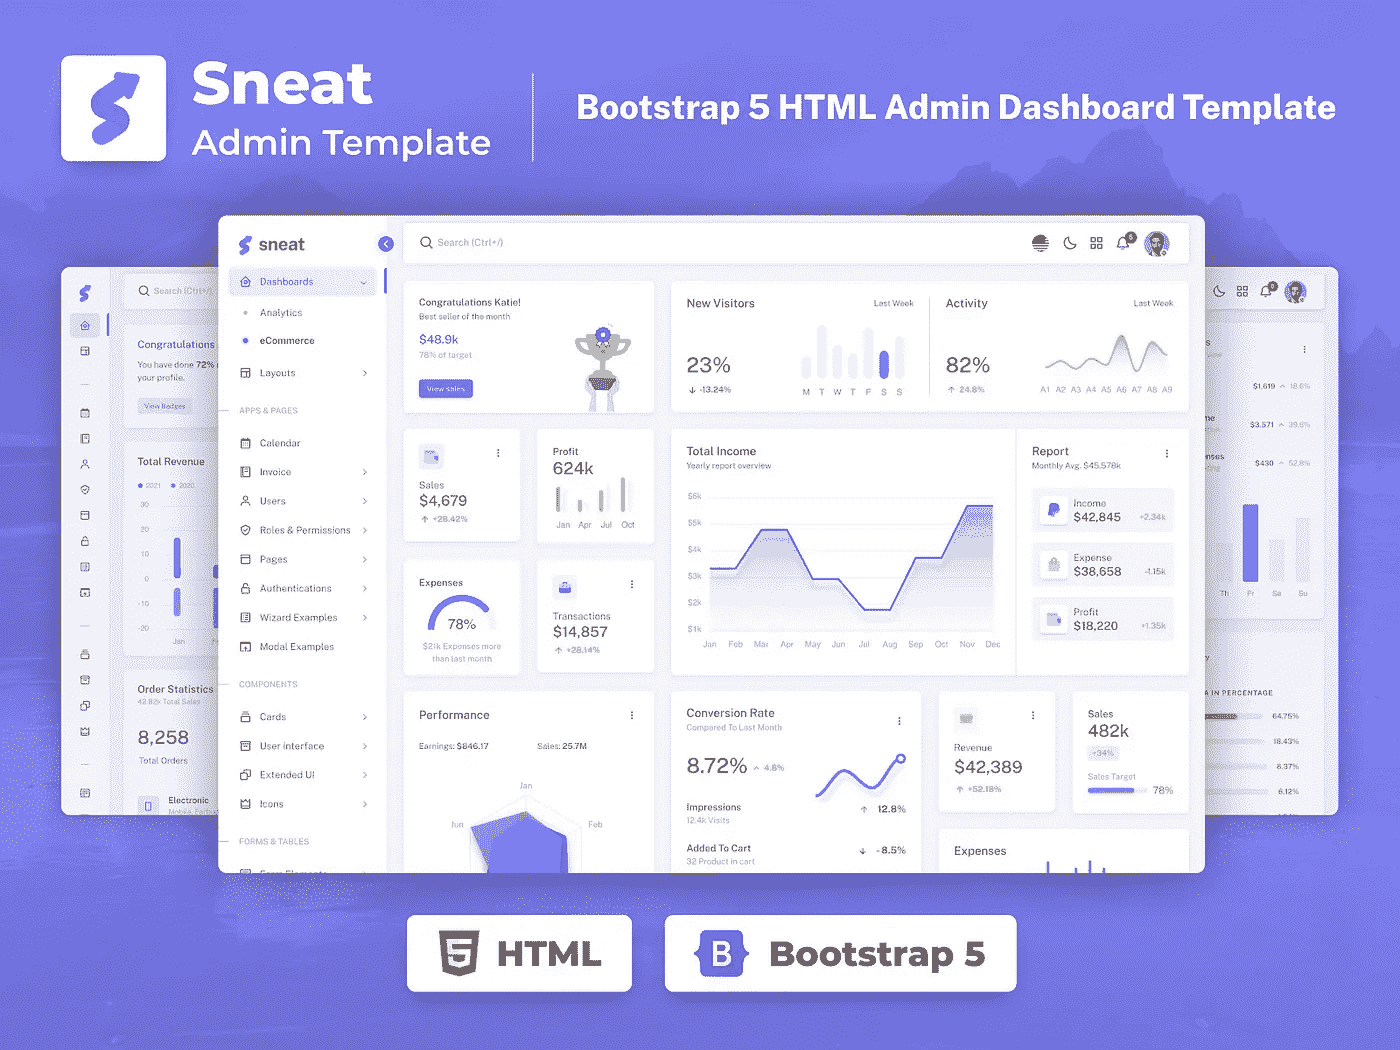 Sneat
Admin Template
Bootstrap 5 HTML Admin Dashboard Template
sneat
Dashboards
Analytics
eCommerce
Layouts
APPS & PAGES
Calendar
Invoice
Users
Roles & Permissions
Pages
Authentications
Wizard Examples
Modal Examples
COMPONENTS
Cards
User interface
Extended UI
Icons
FORMS & TABLES
Search (Ctrl+/)
Congratulations Katie!
Best seller of the month
$48.9k
78% of target
View sales
New Visitors
Last Week
23%
-13.24%
M T W T F S S
Activity
Last Week
82%
24.8%
A1 A2 A3 A4 A5 A6 A7 A8 A9
Sales
$4,679
+28.42%
Profit
624k
Jan Apr Jul Oct
Expenses
78%
$21k Expenses more
than last month
Transactions
$14,857
+28.14%
Total Income
Yearly report overview
$6k
$5k
$4k
$3k
$2k
$1k
Jan Feb Mar Apr May Jun Jul Aug Sep Oct Nov Dec
Report
Monthly Avg. $45.578k
Income
$42,845
+2.34k
Expense
$38,658
-1.15k
Profit
$18,220
+1.35k
Performance
Earnings: $846.17
Sales: 25.7M
Jan
Jun
Feb
Conversion Rate
Compared To Last Month
8.72%
4.8%
Impressions
12.4k Visits
12.8%
Added To Cart
32 Product in cart
-8.5%
Revenue
$42,389
+52.18%
Sales
482k
+34%
Sales Target
78%
Expenses
Search (Ctrl+/)
Congratulations
You have done 72%
your profile.
View Badges
Total Revenue
2021 2020
30
20
10
0
-10
-20
Jan
Order Statistics
42.82k Total Sales
8,258
Total Orders
Electronic
Mobile,
$1.619 18.6%
$3,571 39.6%
$430 52.8%
Th Fr Sa Su
IN PERCENTAGE
64.75%
18.43%
8.37%
6.12%
HTML
B
Bootstrap 5